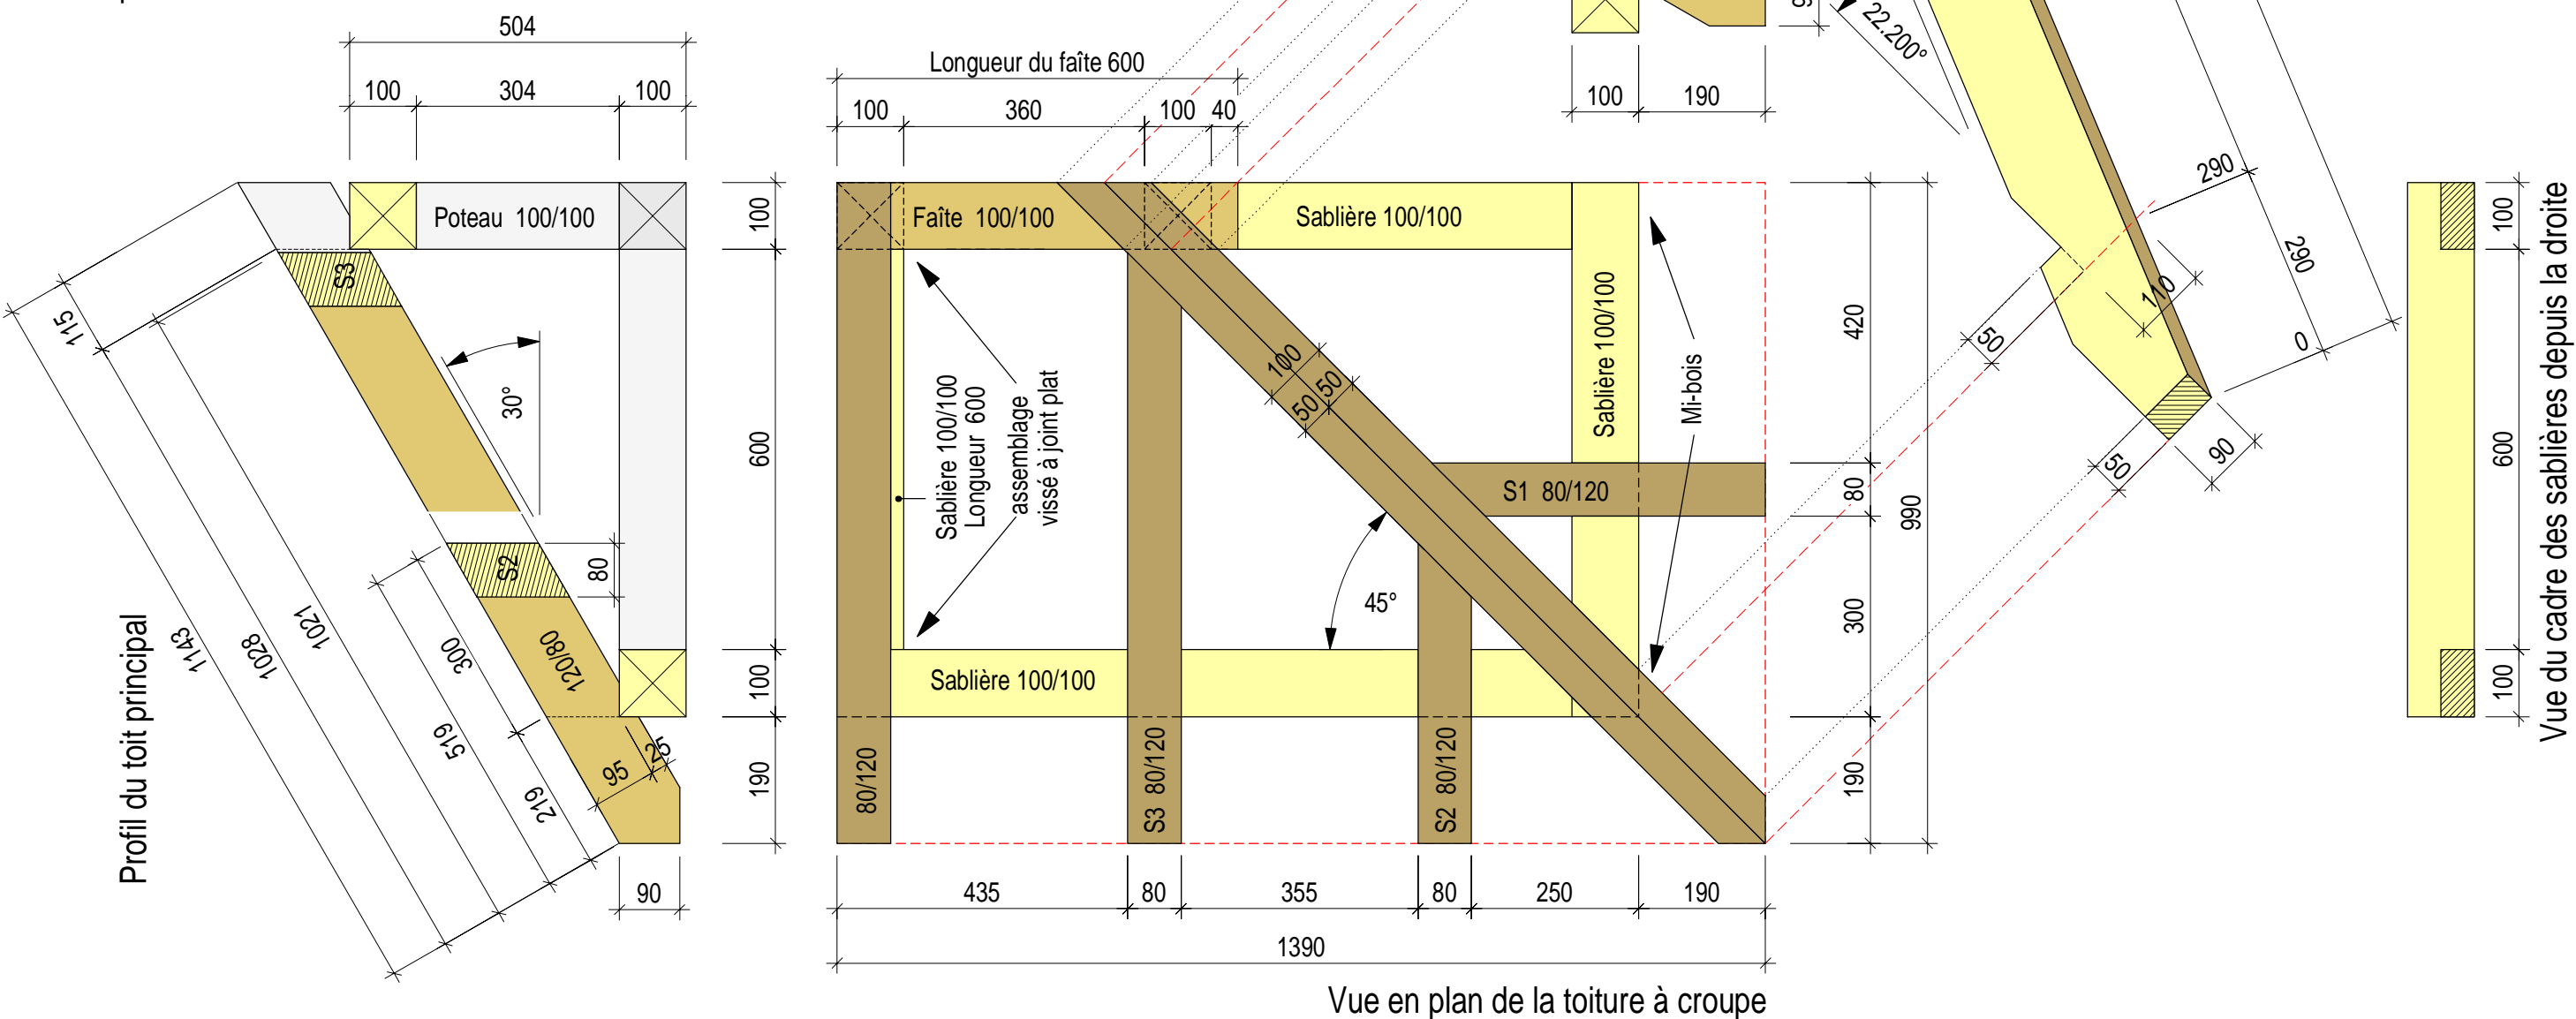 504
100
304
100
Poteau 100/100
S3
30°
S2
80
120/80
115
1021
1028
1143
300
519
219
95
25
90
Profil du toit principal
100
600
100
190
Longueur du faîte 600
100
360
100
40
Faîte 100/100
Sablière 100/100
Sablière 100/100
Longueur 600
assemblage
vissé à joint plat
Sablière 100/100
Sablière 100/100
Mi-bois
100
50
50
45°
S1 80/120
80/120
S3 80/120
S2 80/120
435
80
355
80
250
190
1390
Vue en plan de la toiture à croupe
100
190
22.200°
420
80
300
190
990
290
290
0
110
50
50
90
100
600
100
Vue du cadre des sablières depuis la droite